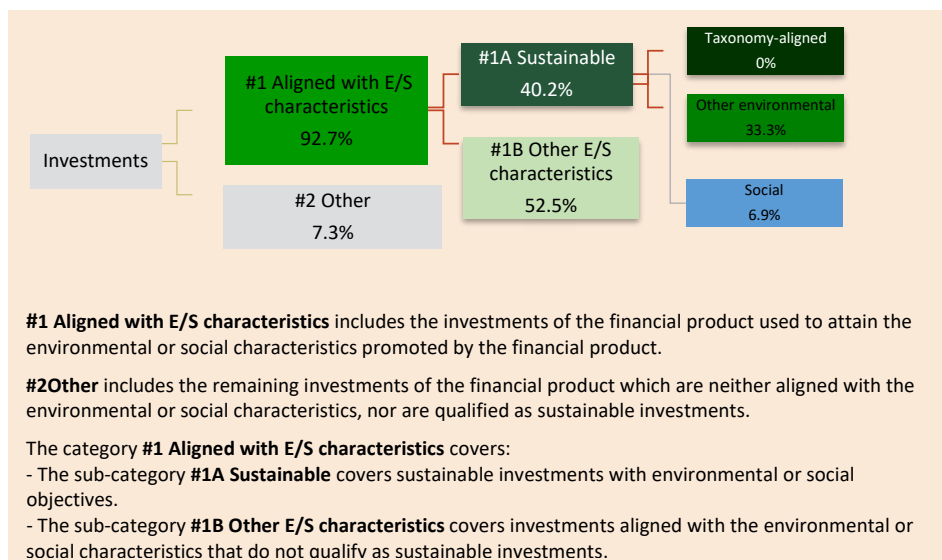 Investments
#1 Aligned with E/S
characteristics
92.7%
#2 Other
7.3%
#1A Sustainable
40.2%
#1B Other E/S
characteristics
52.5%
Taxonomy-aligned
0%
Other environmental
33.3%
Social
6.9%
#1 Aligned with E/S characteristics includes the investments of the financial product used to attain the
environmental or social characteristics promoted by the financial product.
#2Other includes the remaining investments of the financial product which are neither aligned with the
environmental or social characteristics, nor are qualified as sustainable investments.
The category #1 Aligned with E/S characteristics covers:
- The sub-category #1A Sustainable covers sustainable investments with environmental or social
objectives.
- The sub-category #1B Other E/S characteristics covers investments aligned with the environmental or
social characteristics that do not qualify as sustainable investments.